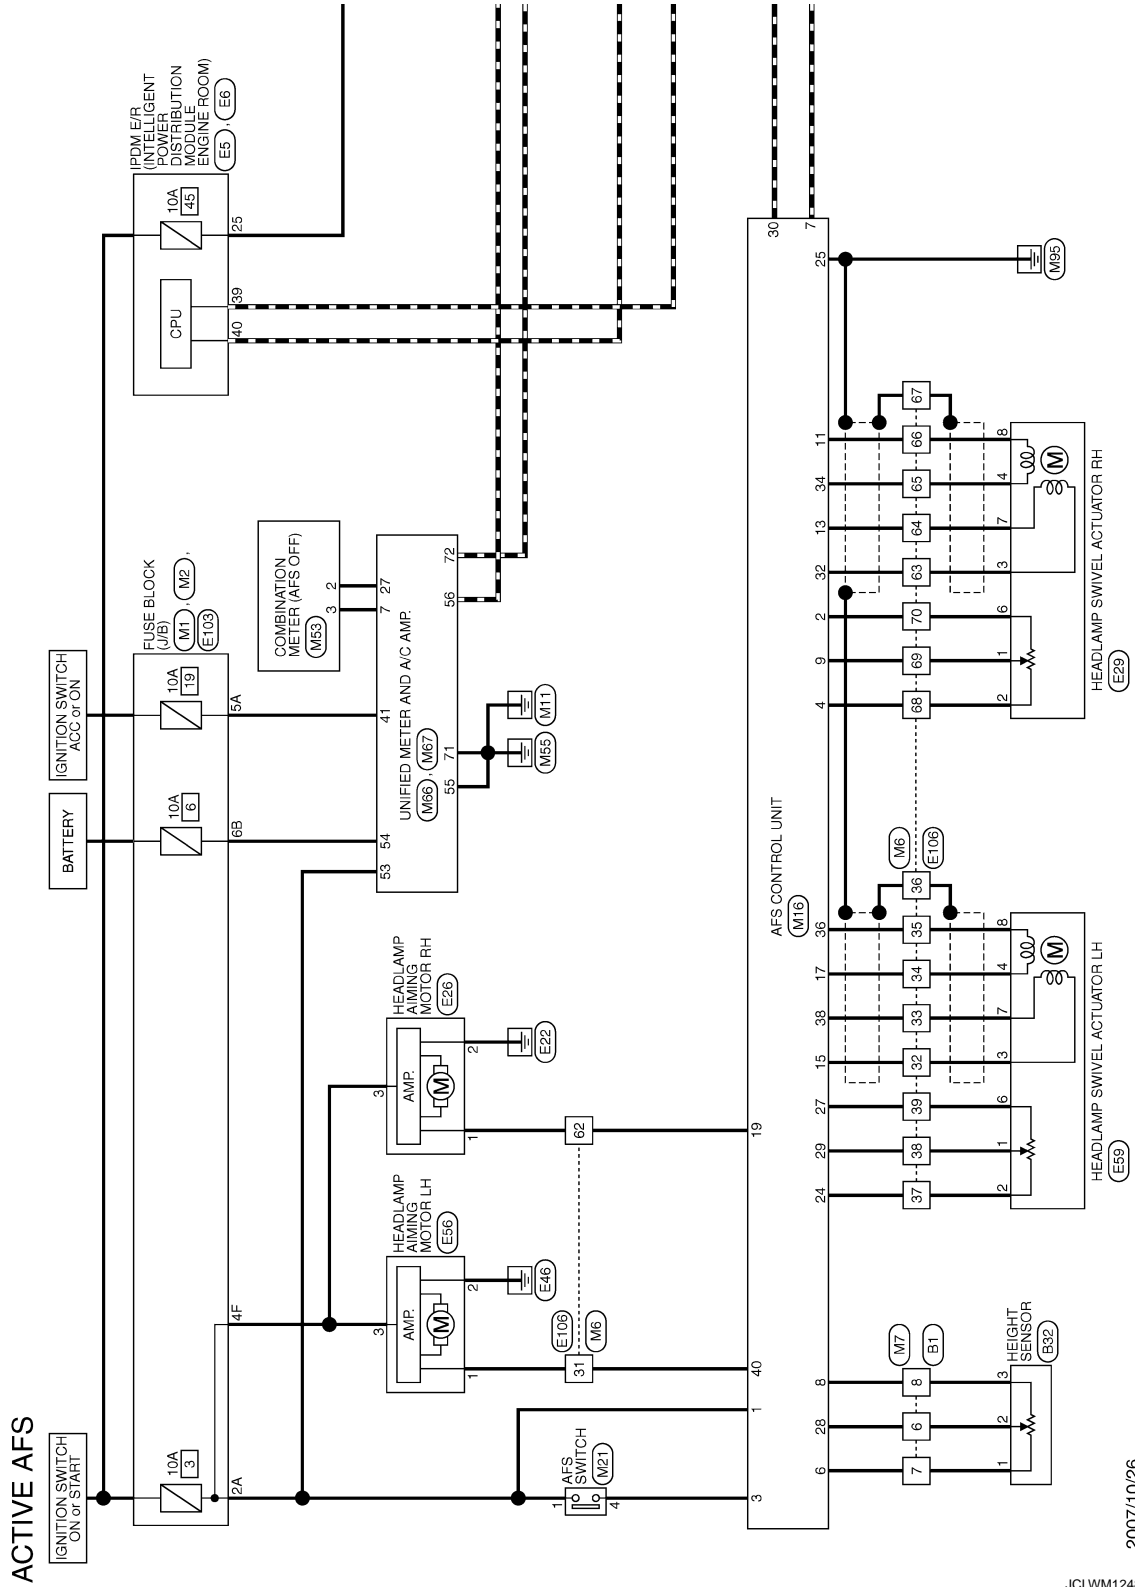 ACTIVE AFS
IGNITION SWITCH
ON or START
BATTERY
IGNITION SWITCH
ACC or ON
10A
3
2A
4F
10A
6
6B
10A
19
5A
FUSE BLOCK
(J/B)
M1 , M2 ,
E103
CPU
40
39
10A
45
25
IPDM E/R
(INTELLIGENT
POWER
DISTRIBUTION
MODULE
ENGINE ROOM)
E5 , E6
COMBINATION
METER (AFS OFF)
M53
3
2
53
54
41
7
27
UNIFIED METER AND A/C AMP.
M66 , M67
55
71
56
72
M55
M11
3
AMP.
M
1
2
HEADLAMP
AIMING
MOTOR LH
E56
E46
3
AMP.
M
1
2
HEADLAMP
AIMING
MOTOR RH
E26
E22
1
4
AFS
SWITCH
M21
31
E106
M6
62
3
1
40
19
AFS CONTROL UNIT
M16
30
7
6
28
8
24
29
27
15
38
17
36
4
9
2
32
13
34
11
25
7
6
8
M7
B1
37
38
39
32
33
34
35
36
M6
E106
68
69
70
63
64
65
66
67
M95
1
2
3
HEIGHT
SENSOR
B32
2
1
6
3
7
4
8
M
HEADLAMP SWIVEL ACTUATOR LH
E59
2
1
6
3
7
4
8
M
HEADLAMP SWIVEL ACTUATOR RH
E29
2007/10/26